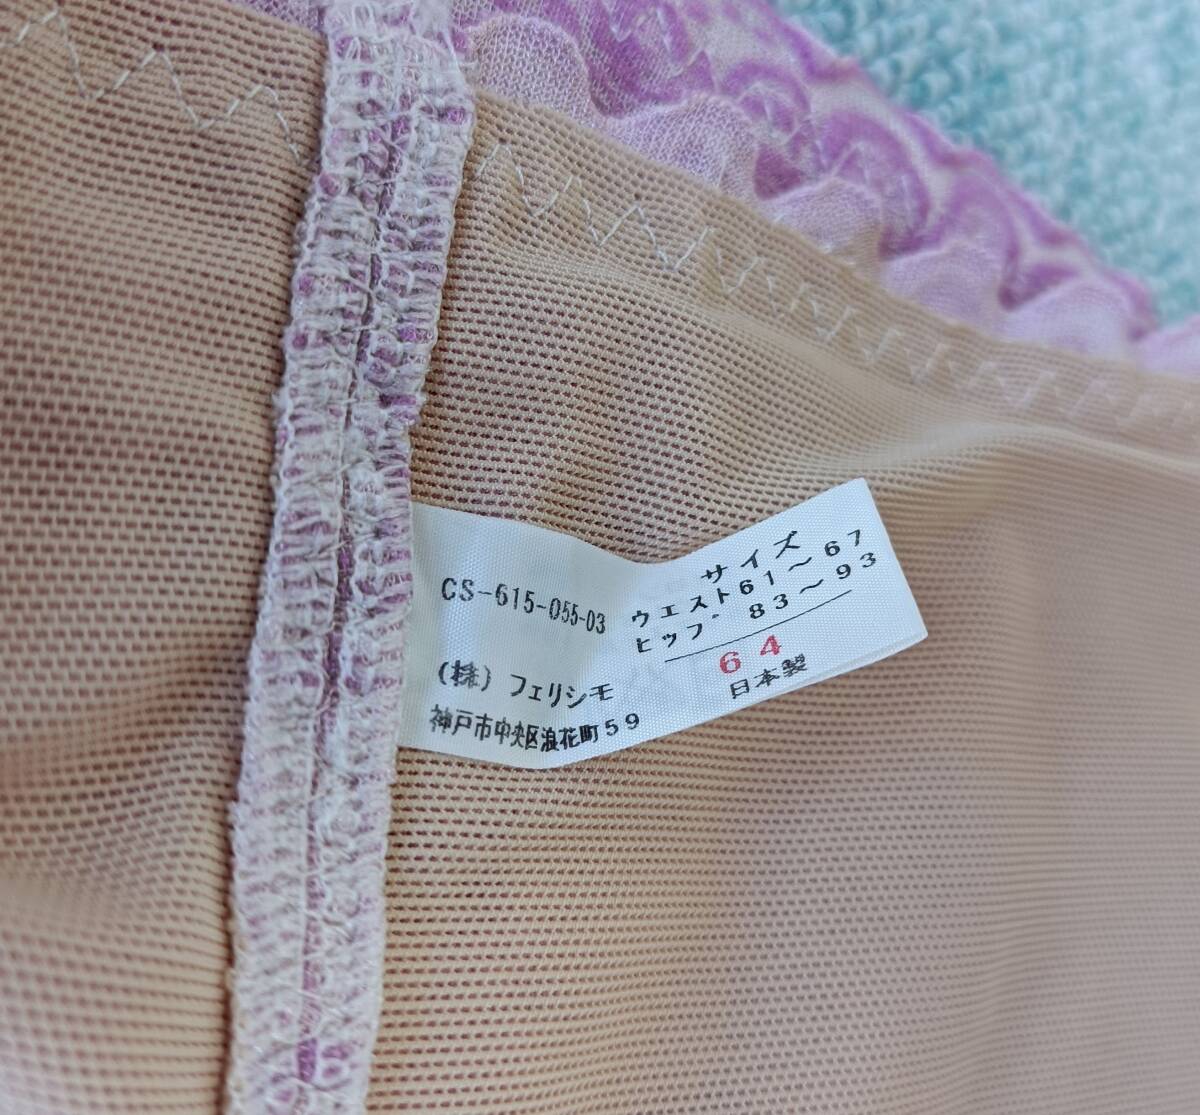 CS-615-055-03
(株) フェリシモ
神戸市中央区浪花町59
サイズ
ウエスト61～67
ヒップ 83～93
64
日本製